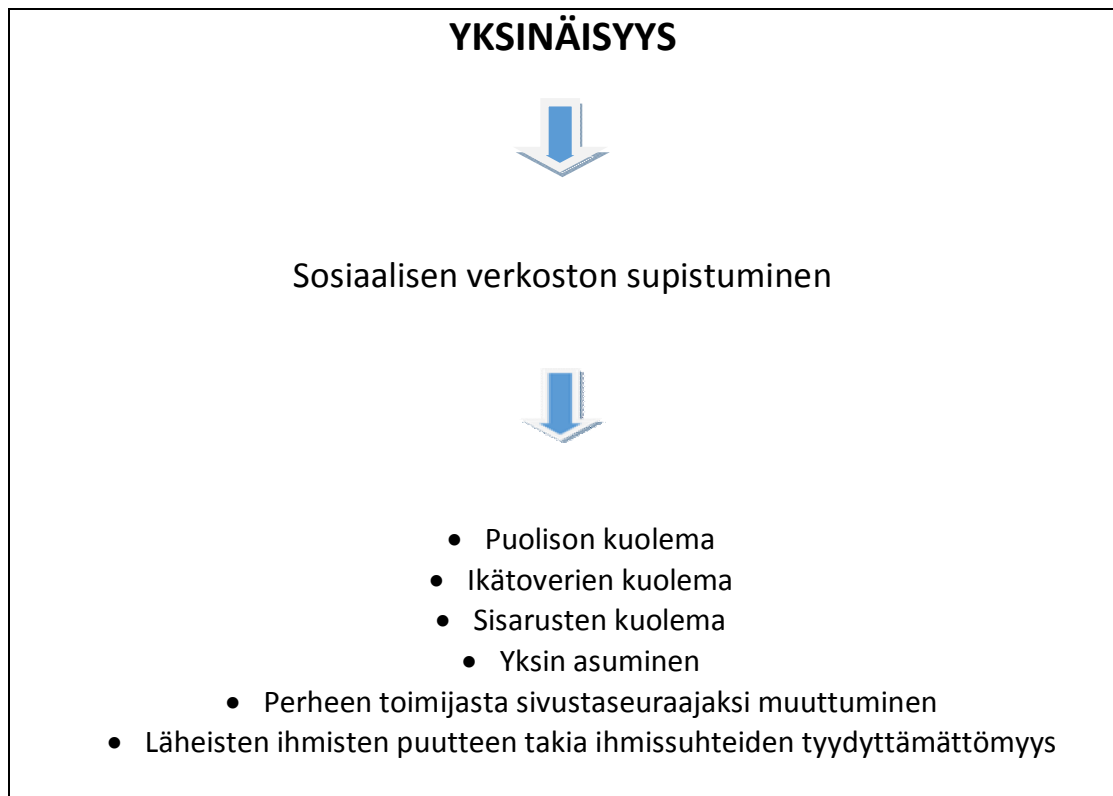 YKSINÄISYYS
Sosiaalisen verkoston supistuminen
• Puolison kuolema
• Ikätoverien kuolema
• Sisarusten kuolema
• Yksin asuminen
• Perheen toimijasta sivustaseuraajaksi muuttuminen
• Läheisten ihmisten puutteen takia ihmissuhteiden tyydyttämättömyys